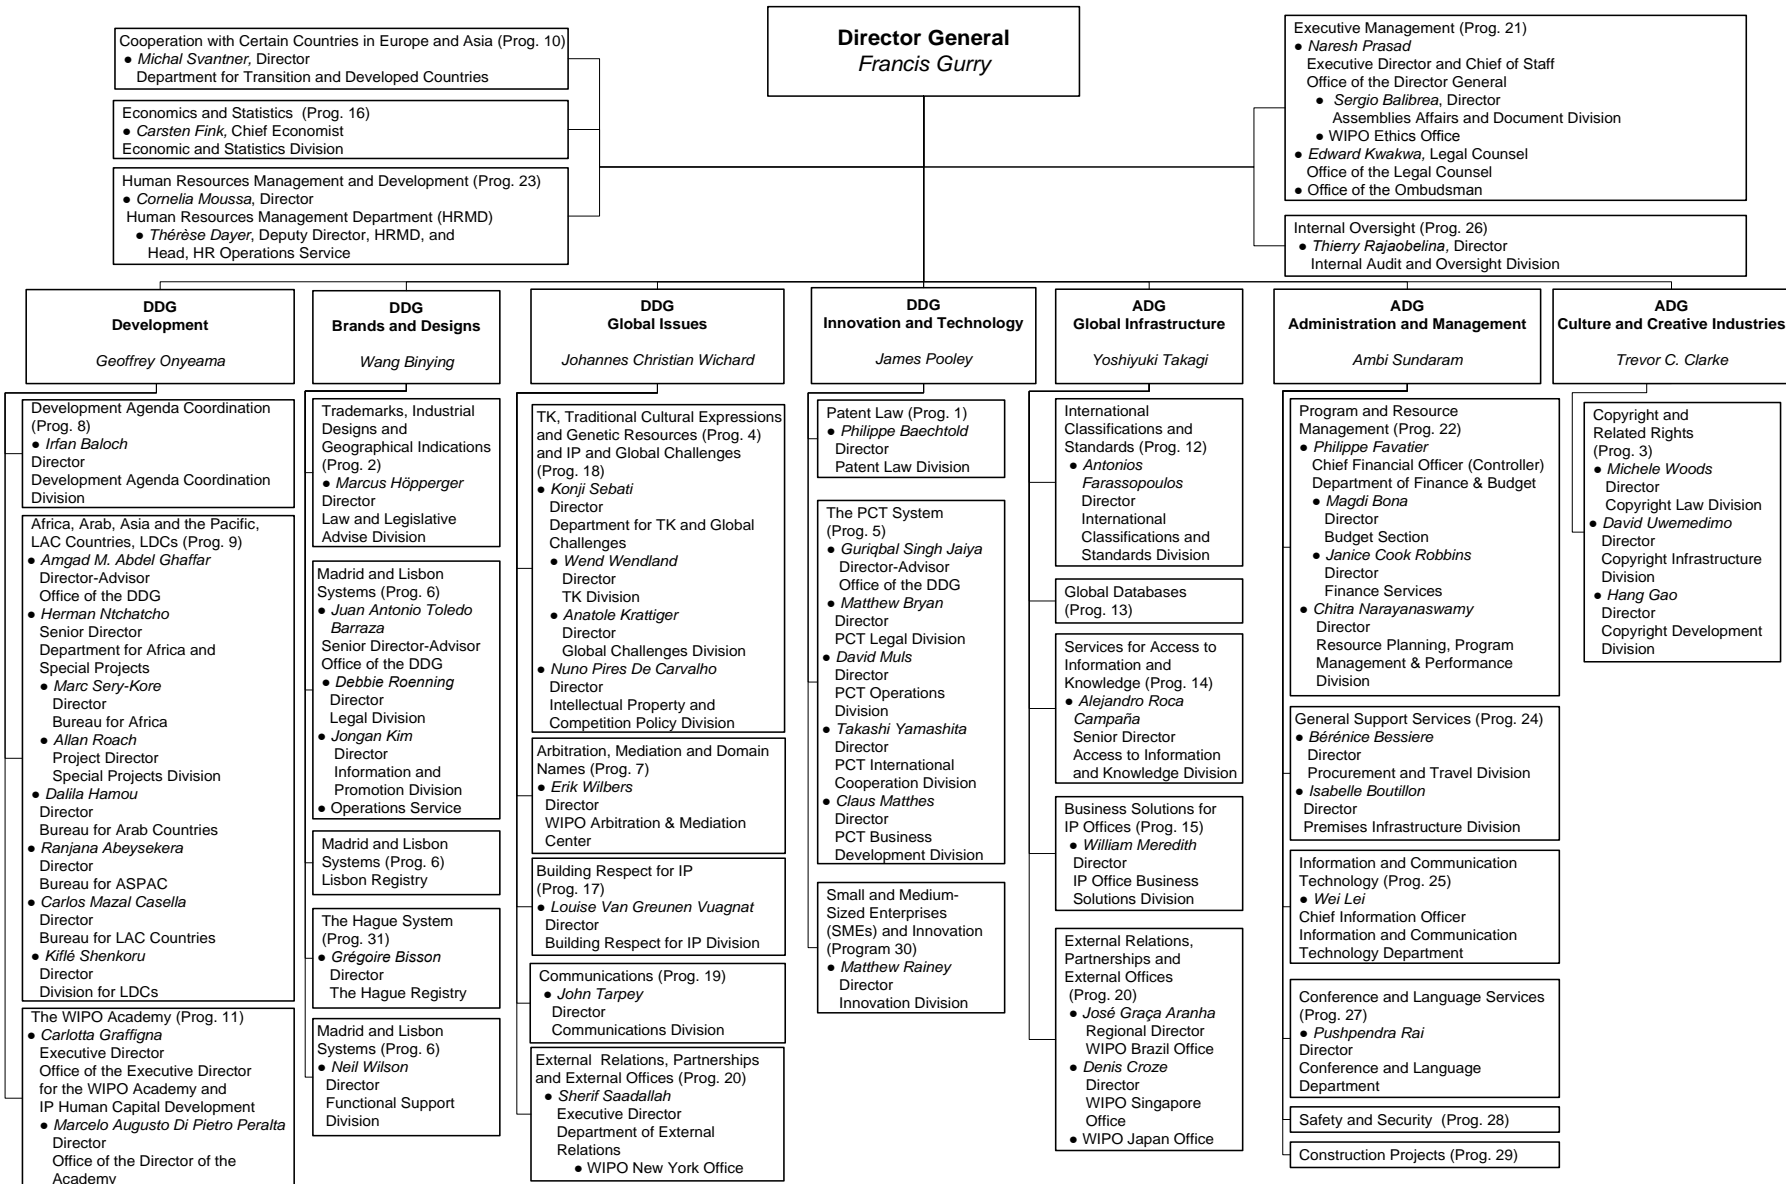 Director General
Francis Gurry
Cooperation with Certain Countries in Europe and Asia (Prog. 10)
● Michal Svantner, Director
Department for Transition and Developed Countries
Economics and Statistics (Prog. 16)
● Carsten Fink, Chief Economist
Economic and Statistics Division
Human Resources Management and Development (Prog. 23)
● Cornelia Moussa, Director
Human Resources Management Department (HRMD)
● Thérèse Dayer, Deputy Director, HRMD, and
Head, HR Operations Service
Executive Management (Prog. 21)
● Naresh Prasad
Executive Director and Chief of Staff
Office of the Director General
● Sergio Balibrea, Director
Assemblies Affairs and Document Division
● WIPO Ethics Office
● Edward Kwakwa, Legal Counsel
Office of the Legal Counsel
● Office of the Ombudsman
Internal Oversight (Prog. 26)
● Thierry Rajaobelina, Director
Internal Audit and Oversight Division
DDG
Development
Geoffrey Onyeama
Development Agenda Coordination
(Prog. 8)
● Irfan Baloch
Director
Development Agenda Coordination
Division
Africa, Arab, Asia and the Pacific,
LAC Countries, LDCs (Prog. 9)
● Amgad M. Abdel Ghaffar
Director-Advisor
Office of the DDG
● Herman Ntchatcho
Senior Director
Department for Africa and
Special Projects
● Marc Sery-Kore
Director
Bureau for Africa
● Allan Roach
Project Director
Special Projects Division
● Dalila Hamou
Director
Bureau for Arab Countries
● Ranjana Abeysekera
Director
Bureau for ASPAC
● Carlos Mazal Casella
Director
Bureau for LAC Countries
● Kiflé Shenkoru
Director
Division for LDCs
The WIPO Academy (Prog. 11)
● Carlotta Graffigna
Executive Director
Office of the Executive Director
for the WIPO Academy and
IP Human Capital Development
● Marcelo Augusto Di Pietro Peralta
Director
Office of the Director of the
Academy
DDG
Brands and Designs
Wang Binying
Trademarks, Industrial
Designs and
Geographical Indications
(Prog. 2)
● Marcus Höpperger
Director
Law and Legislative
Advise Division
Madrid and Lisbon
Systems (Prog. 6)
● Juan Antonio Toledo
Barraza
Senior Director-Advisor
Office of the DDG
● Debbie Roenning
Director
Legal Division
● Jongan Kim
Director
Information and
Promotion Division
● Operations Service
Madrid and Lisbon
Systems (Prog. 6)
Lisbon Registry
The Hague System
(Prog. 31)
● Grégoire Bisson
Director
The Hague Registry
Madrid and Lisbon
Systems (Prog. 6)
● Neil Wilson
Director
Functional Support
Division
DDG
Global Issues
Johannes Christian Wichard
TK, Traditional Cultural Expressions
and Genetic Resources (Prog. 4)
and IP and Global Challenges
(Prog. 18)
● Konji Sebati
Director
Department for TK and Global
Challenges
● Wend Wendland
Director
TK Division
● Anatole Krattiger
Director
Global Challenges Division
● Nuno Pires De Carvalho
Director
Intellectual Property and
Competition Policy Division
Arbitration, Mediation and Domain
Names (Prog. 7)
● Erik Wilbers
Director
WIPO Arbitration & Mediation
Center
Building Respect for IP
(Prog. 17)
● Louise Van Greunen Vuagnat
Director
Building Respect for IP Division
Communications (Prog. 19)
● John Tarpey
Director
Communications Division
External Relations, Partnerships
and External Offices (Prog. 20)
● Sherif Saadallah
Executive Director
Department of External
Relations
● WIPO New York Office
DDG
Innovation and Technology
James Pooley
Patent Law (Prog. 1)
● Philippe Baechtold
Director
Patent Law Division
The PCT System
(Prog. 5)
● Guriqbal Singh Jaiya
Director-Advisor
Office of the DDG
● Matthew Bryan
Director
PCT Legal Division
● David Muls
Director
PCT Operations
Division
● Takashi Yamashita
Director
PCT International
Cooperation Division
● Claus Matthes
Director
PCT Business
Development Division
Small and Medium-
Sized Enterprises
(SMEs) and Innovation
(Program 30)
● Matthew Rainey
Director
Innovation Division
ADG
Global Infrastructure
Yoshiyuki Takagi
International
Classifications and
Standards (Prog. 12)
● Antonios
Farassopoulos
Director
International
Classifications and
Standards Division
Global Databases
(Prog. 13)
Services for Access to
Information and
Knowledge (Prog. 14)
● Alejandro Roca
Campaña
Senior Director
Access to Information
and Knowledge Division
Business Solutions for
IP Offices (Prog. 15)
● William Meredith
Director
IP Office Business
Solutions Division
External Relations,
Partnerships and
External Offices
(Prog. 20)
● José Graça Aranha
Regional Director
WIPO Brazil Office
● Denis Croze
Director
WIPO Singapore
Office
● WIPO Japan Office
ADG
Administration and Management
Ambi Sundaram
Program and Resource
Management (Prog. 22)
● Philippe Favatier
Chief Financial Officer (Controller)
Department of Finance & Budget
● Magdi Bona
Director
Budget Section
● Janice Cook Robbins
Director
Finance Services
● Chitra Narayanaswamy
Director
Resource Planning, Program
Management & Performance
Division
General Support Services (Prog. 24)
● Bérénice Bessiere
Director
Procurement and Travel Division
● Isabelle Boutillon
Director
Premises Infrastructure Division
Information and Communication
Technology (Prog. 25)
● Wei Lei
Chief Information Officer
Information and Communication
Technology Department
Conference and Language Services
(Prog. 27)
● Pushpendra Rai
Director
Conference and Language
Department
Safety and Security (Prog. 28)
Construction Projects (Prog. 29)
ADG
Culture and Creative Industries
Trevor C. Clarke
Copyright and
Related Rights
(Prog. 3)
● Michele Woods
Director
Copyright Law Division
● David Uwemedimo
Director
Copyright Infrastructure
Division
● Hang Gao
Director
Copyright Development
Division